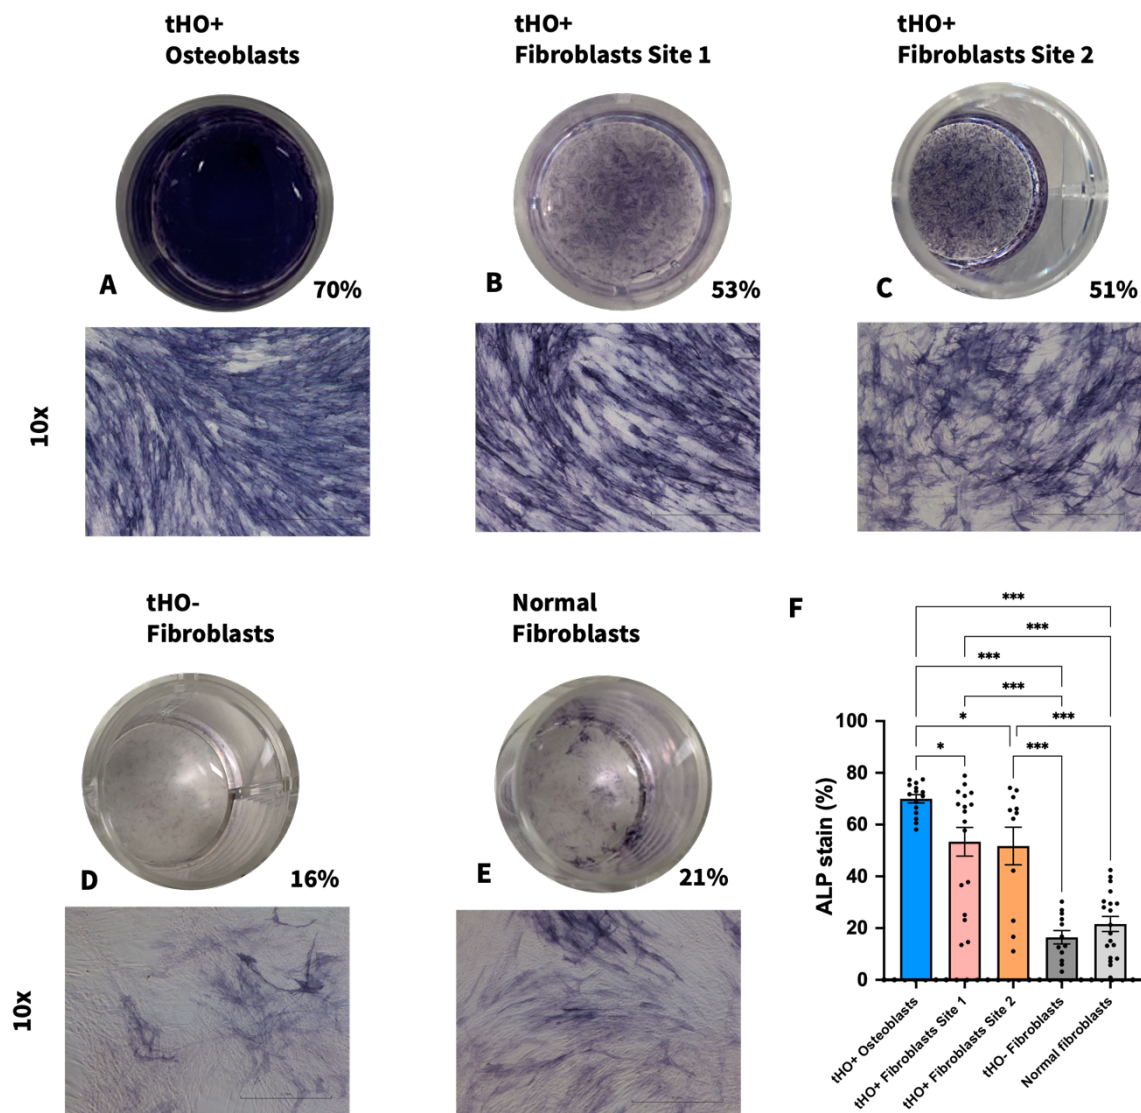 tHO+
Osteoblasts
tHO+
Fibroblasts Site 1
tHO+
Fibroblasts Site 2
A
70%
B
53%
C
51%
10x
tHO-
Fibroblasts
Normal
Fibroblasts
D
16%
E
21%
10x
F
***
***
***
***
*
***
*
***
ALP stain (%)
100
80
60
40
20
0
tHO+ Osteoblasts
tHO+ Fibroblasts Site 1
tHO+ Fibroblasts Site 2
tHO- Fibroblasts
Normal fibroblasts